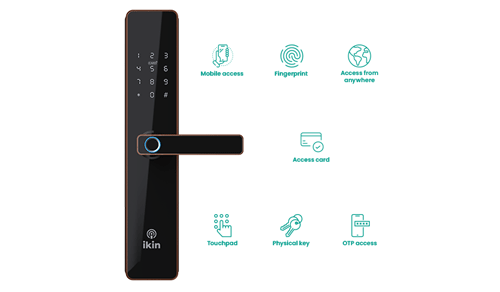 1 2 3
4 5 6
7 8 9
* 0 #
ikin
Mobile access
Fingerprint
Access from
anywhere
Access card
Touchpad
Physical key
OTP access